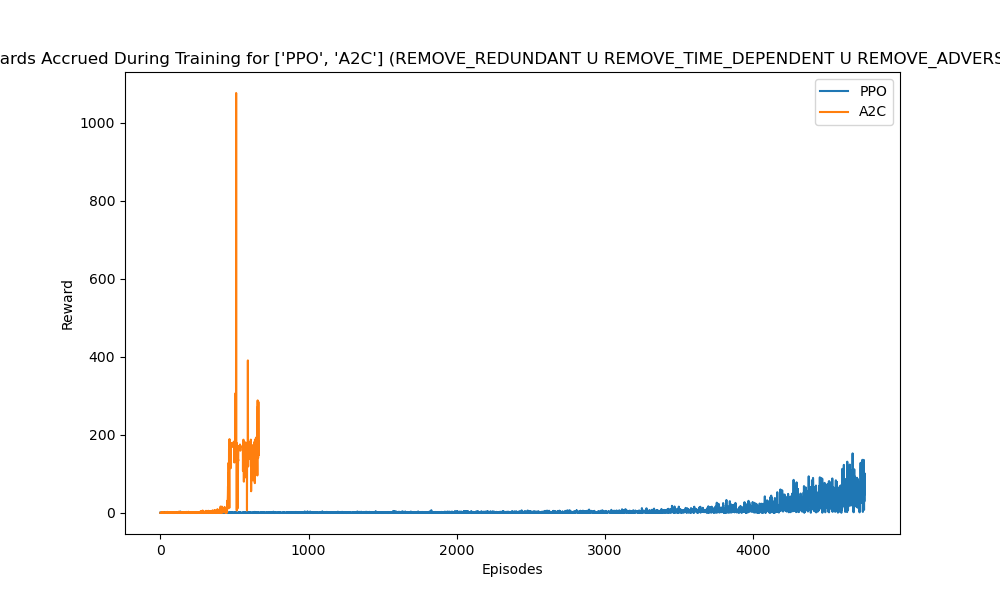 ards Accrued During Training for ['PPO', 'A2C'] (REMOVE_REDUNDANT U REMOVE_TIME_DEPENDENT U REMOVE_ADVERS
PPO
A2C
1000
800
600
400
200
0
Reward
0 1000 2000 3000 4000
Episodes